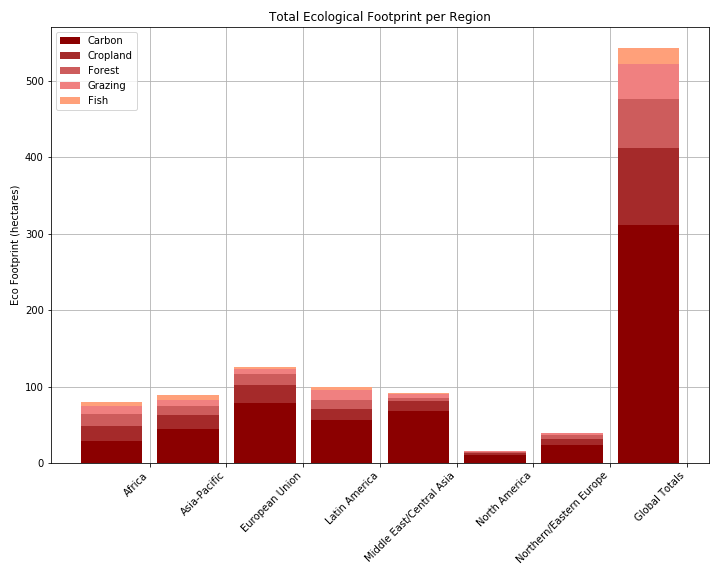 Total Ecological Footprint per Region
Carbon
Cropland
Forest
Grazing
Fish
Eco Footprint (hectares)
500
400
300
200
100
0
Africa
Asia-Pacific
European Union
Latin America
Middle East/Central Asia
North America
Northern/Eastern Europe
Global Totals